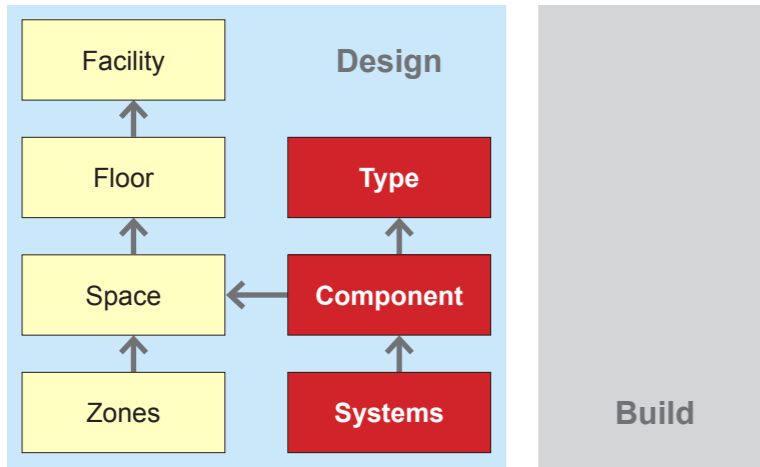 Facility
Design
Floor
Type
Space
Component
Zones
Systems
Build